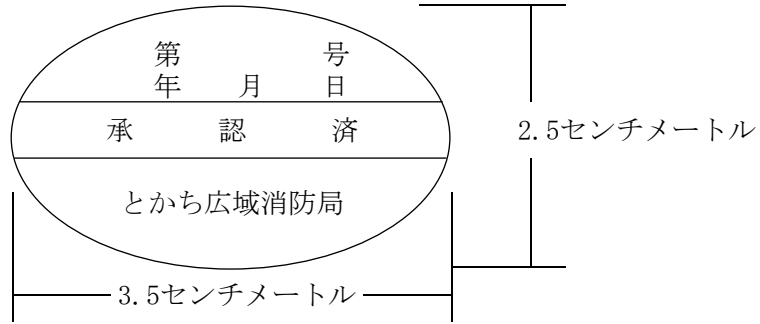 第 号
年 月 日
承 認 済
2.5センチメートル
とかち広域消防局
3.5センチメートル